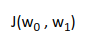 J(w₀ , w₁)